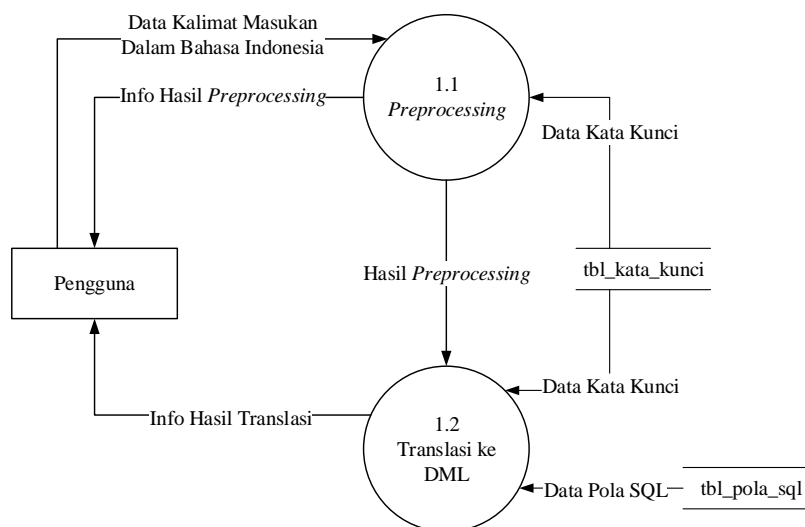 Data Kalimat Masukan
Dalam Bahasa Indonesia
1.1
Preprocessing
Info Hasil Preprocessing
Data Kata Kunci
Hasil Preprocessing
tbl_kata_kunci
Pengguna
Data Kata Kunci
Info Hasil Translasi
1.2
Translasi ke
DML
Data Pola SQL
tbl_pola_sql